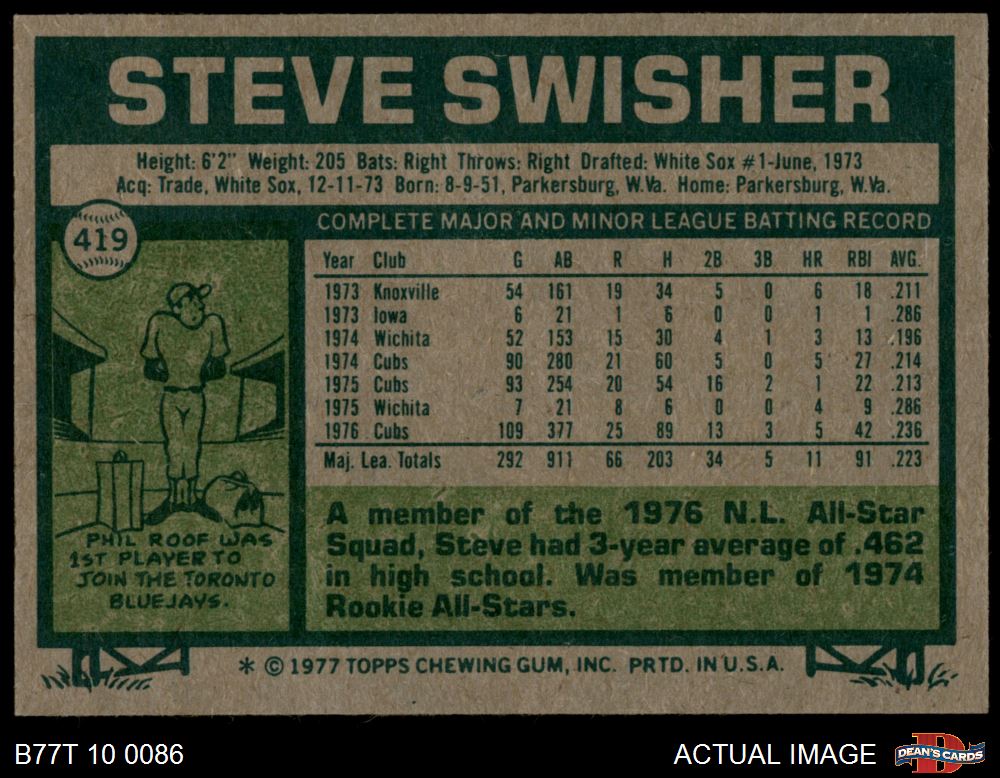 STEVE SWISHER
Height: 6'2" Weight: 205 Bats: Right Throws: Right Drafted: White Sox #1-June, 1973
Acq: Trade, White Sox, 12-11-73 Born: 8-9-51, Parkersburg, W.Va. Home: Parkersburg, W.Va.
419
COMPLETE MAJOR AND MINOR LEAGUE BATTING RECORD
Year Club G AB R H 2B 3B HR RBI AVG.
1973 Knoxville 54 161 19 34 5 0 6 18 .211
1973 Iowa 6 21 1 6 0 0 1 1 .286
1974 Wichita 52 153 15 30 4 1 3 13 .196
1974 Cubs 90 280 21 60 5 0 5 27 .214
1975 Cubs 93 254 20 54 16 2 1 22 .213
1975 Wichita 7 21 8 6 0 0 4 9 .286
1976 Cubs 109 377 25 89 13 3 5 42 .236
Maj. Lea. Totals 292 911 66 203 34 5 11 91 .223
PHIL ROOF WAS
1ST PLAYER TO
JOIN THE TORONTO
BLUEJAYS.
A member of the 1976 N.L. All-Star
Squad, Steve had 3-year average of .462
in high school. Was member of 1974
Rookie All-Stars.
* © 1977 TOPPS CHEWING GUM, INC. PRTD. IN U.S.A.
B77T 10 0086
ACTUAL IMAGE
DEAN'S CARDS